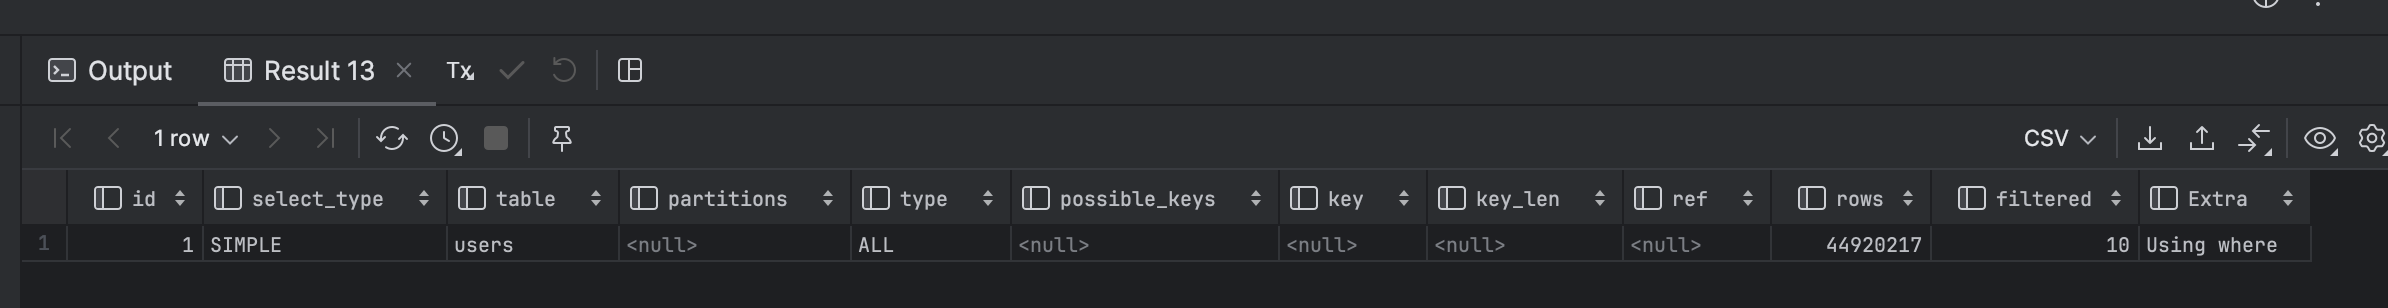 Output Result 13 Tx
1 row CSV
id select_type table partitions type possible_keys key key_len ref rows filtered Extra
1 1 SIMPLE users <null> ALL <null> <null> <null> <null> 44920217 10 Using where